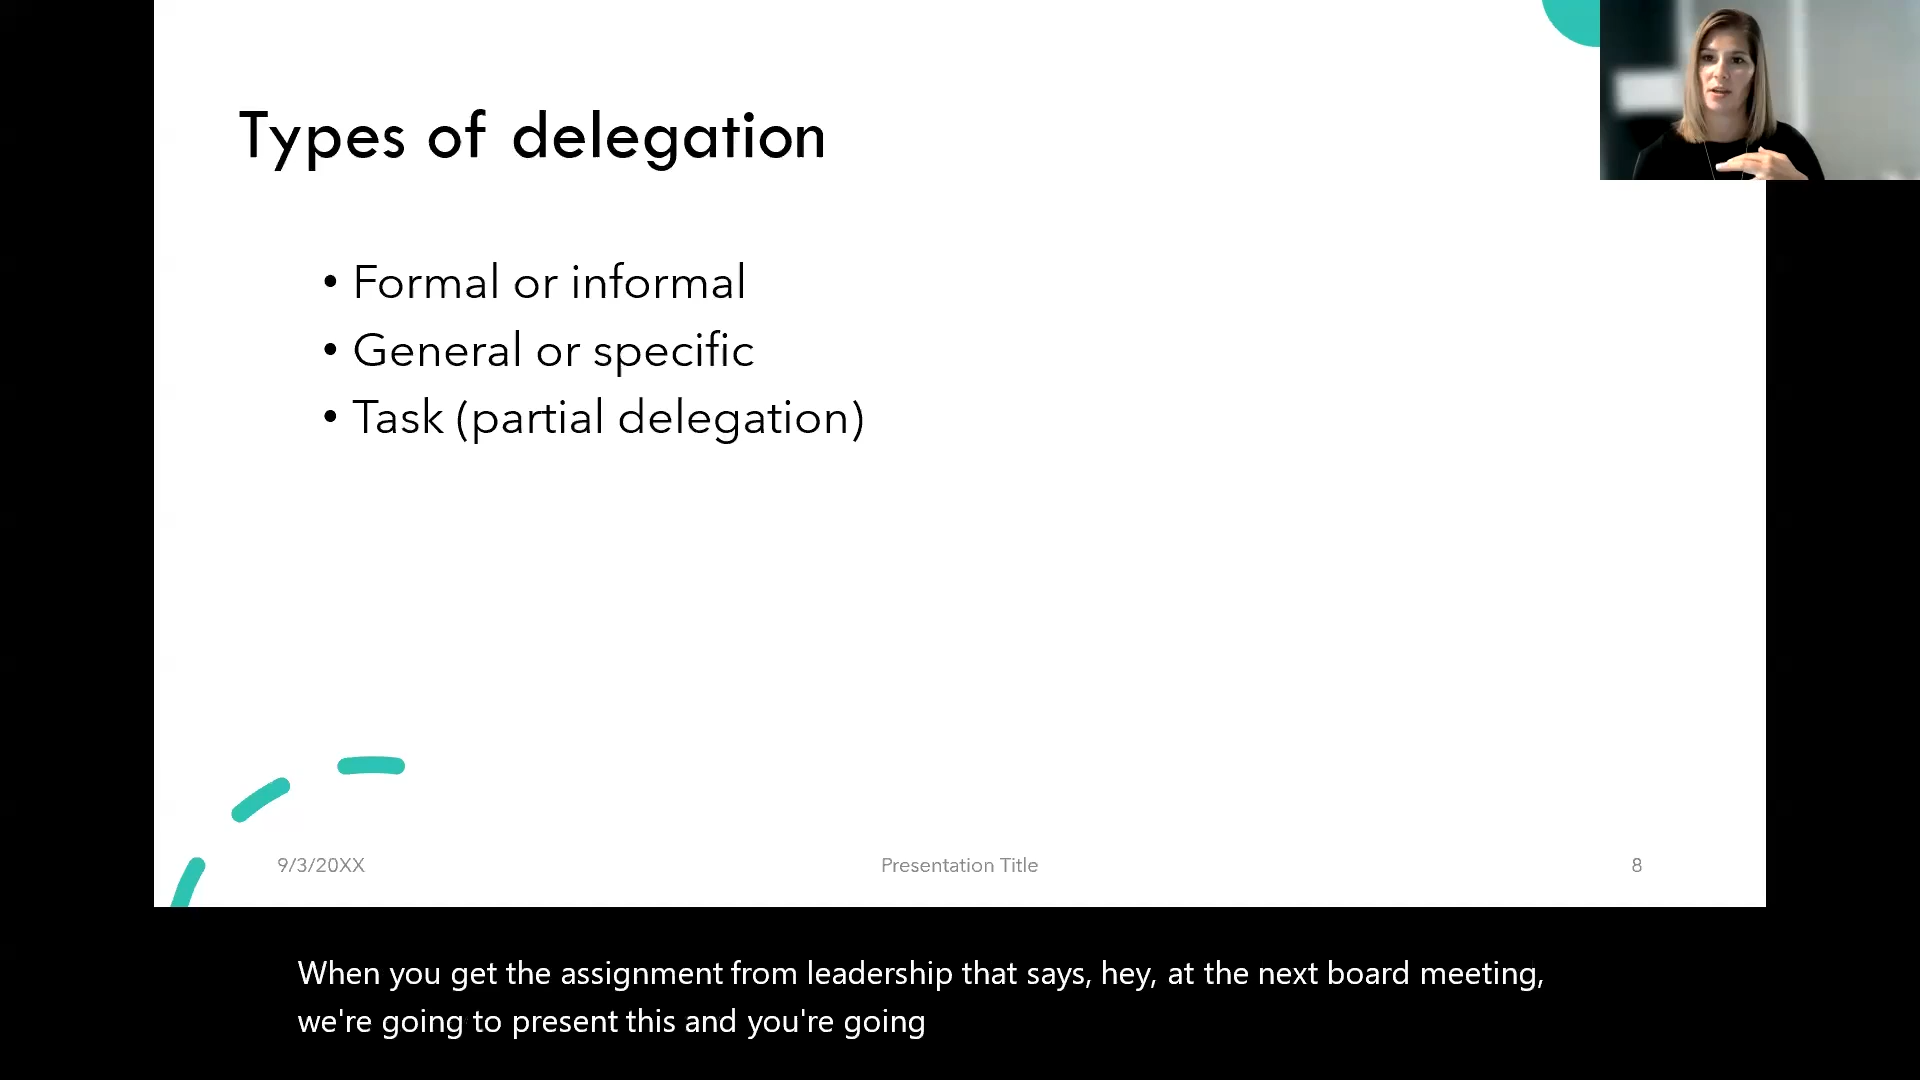 Types of delegation
• Formal or informal
• General or specific
• Task (partial delegation)
9/3/20XX
Presentation Title
8
When you get the assignment from leadership that says, hey, at the next board meeting,
we're going to present this and you're going